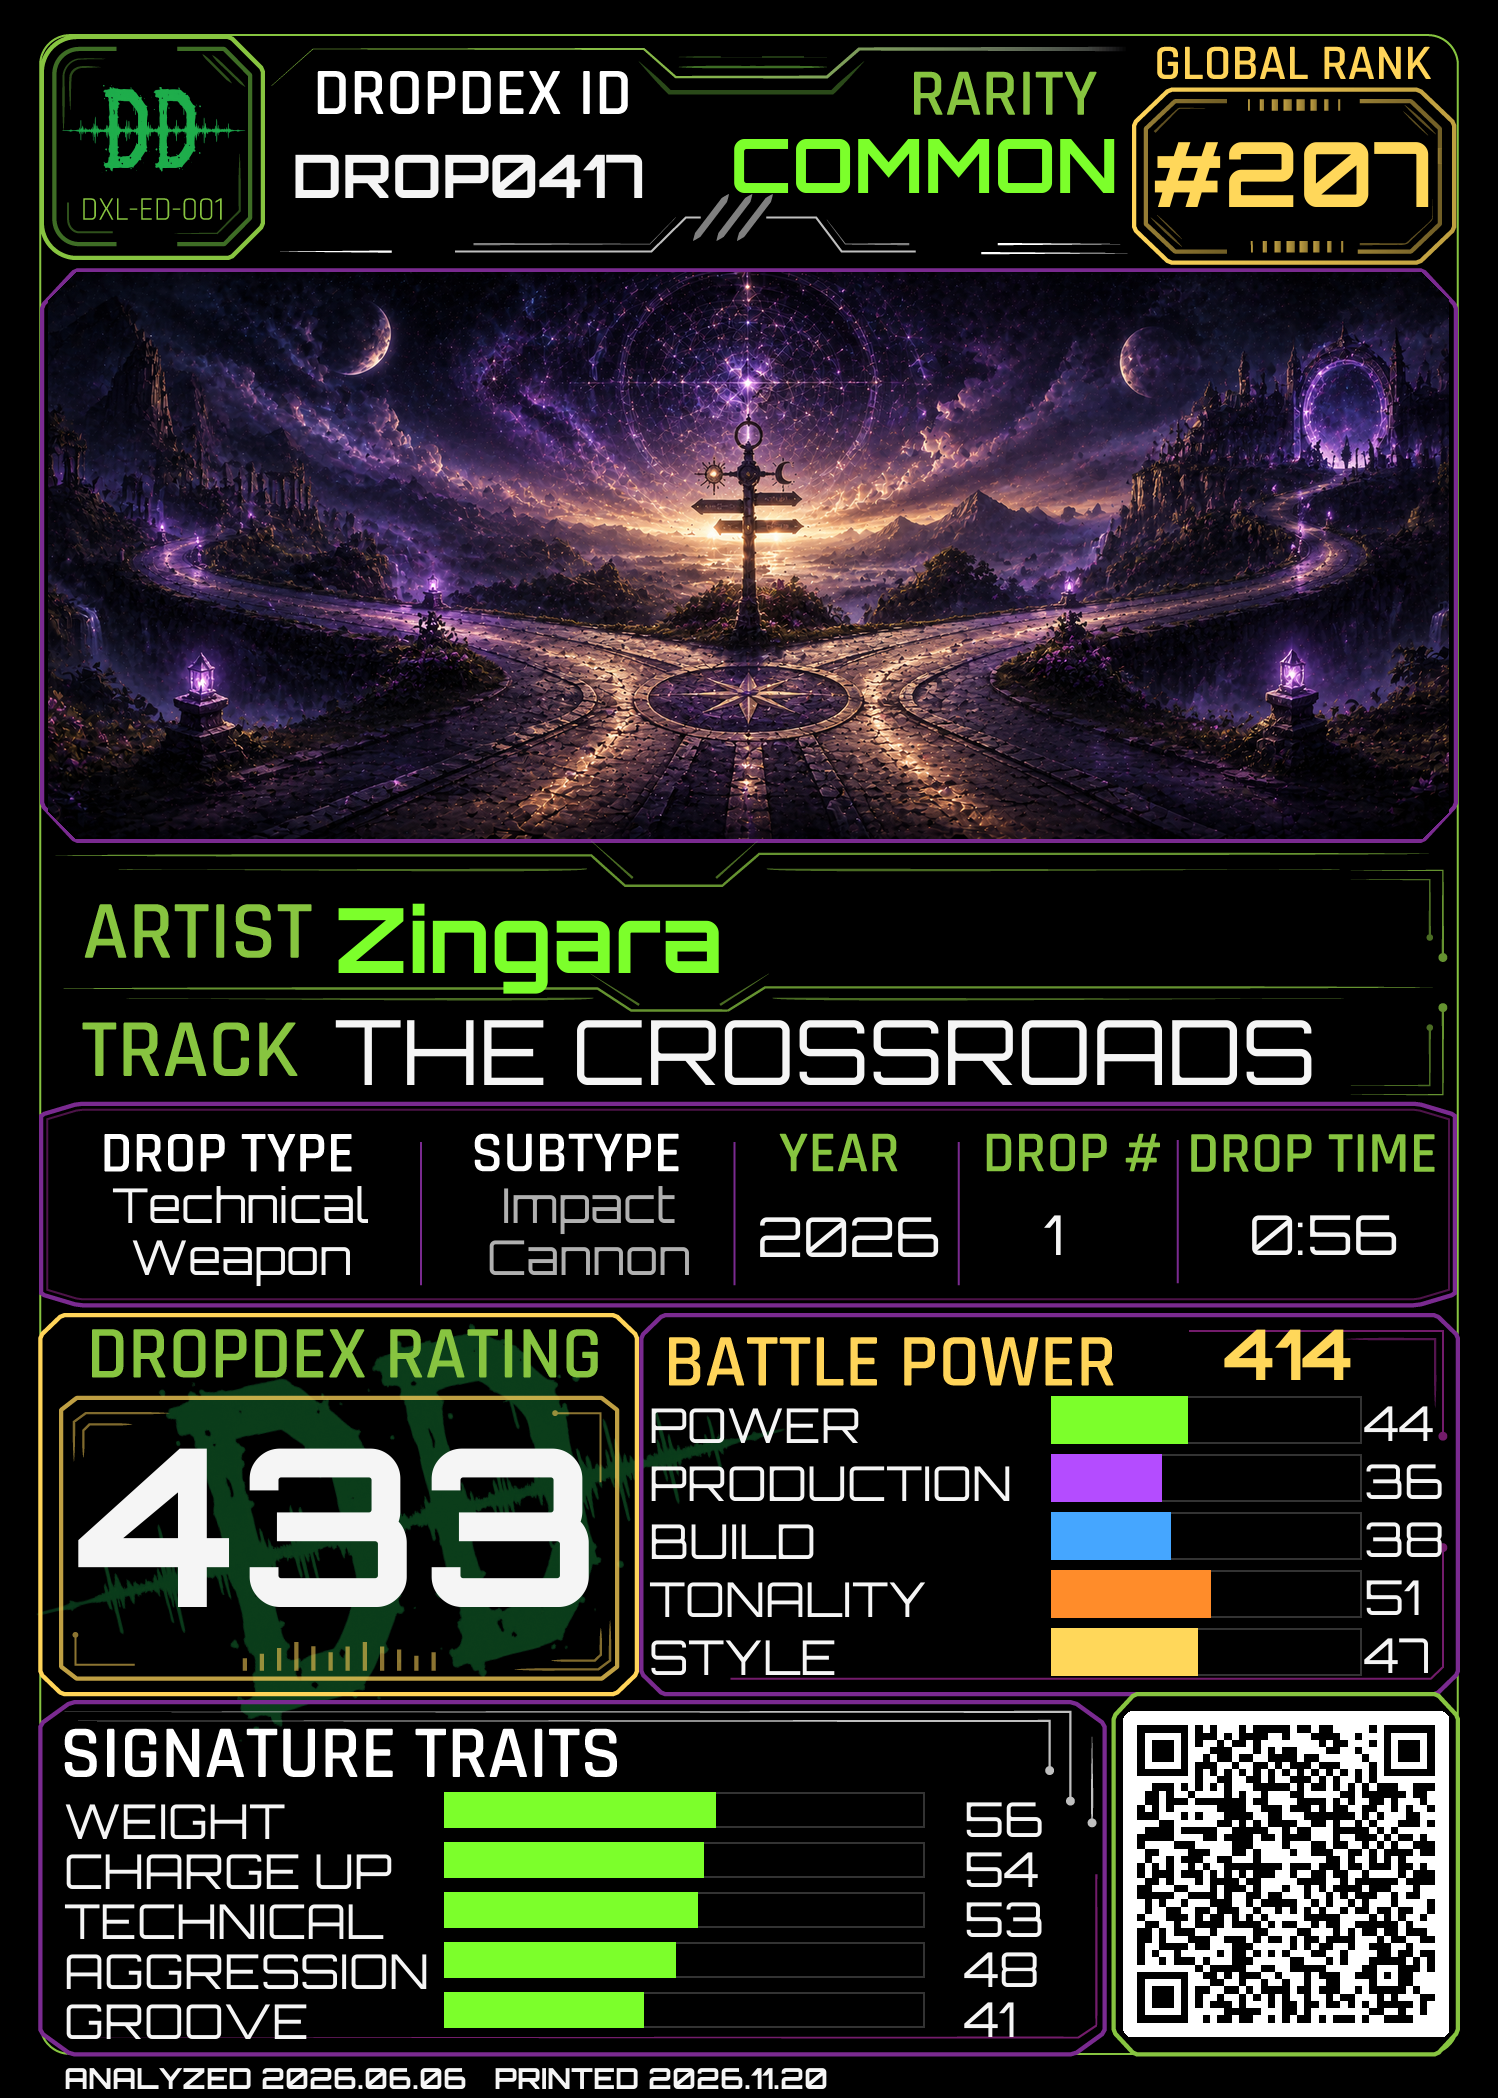 DROPDEX ID
DROP0417
RARITY
COMMON
GLOBAL RANK
#207
DD
DXL-ED-001
ARTIST Zingara
TRACK THE CROSSROADS
DROP TYPE
Technical
Weapon
SUBTYPE
Impact
Cannon
YEAR
2026
DROP #
1
DROP TIME
0:56
DROPDEX RATING
433
BATTLE POWER 414
POWER 44
PRODUCTION 36
BUILD 38
TONALITY 51
STYLE 47
SIGNATURE TRAITS
WEIGHT 56
CHARGE UP 54
TECHNICAL 53
AGGRESSION 48
GROOVE 41
ANALYZED 2026.06.06 PRINTED 2026.11.20